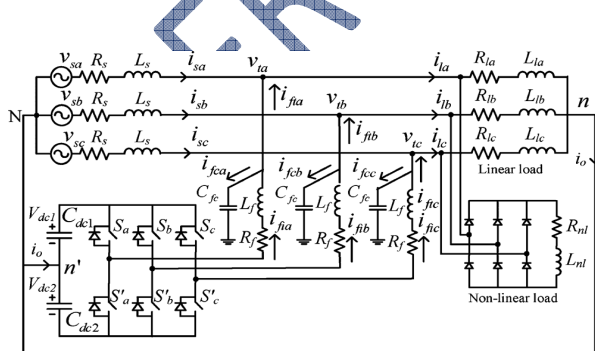 v_sa R_s L_s i_sa v_ta i_la R_la L_la
i_fta
N v_sb R_s L_s i_sb v_tb i_lb R_lb L_lb n
i_ftb
v_sc R_s L_s i_sc v_tc i_lc R_lc L_lc
i_o
Linear load
i_fca i_fcb i_fcc
C_fc L_f C_fc L_f C_fc L_f i_ftc
V_dc1 C_dc1 S_a S_b S_c
R_f i_fia R_f i_fib R_f i_fic
R_nl
L_nl
i_o n'
V_dc2 C_dc2 S'_a S'_b S'_c
Non-linear load